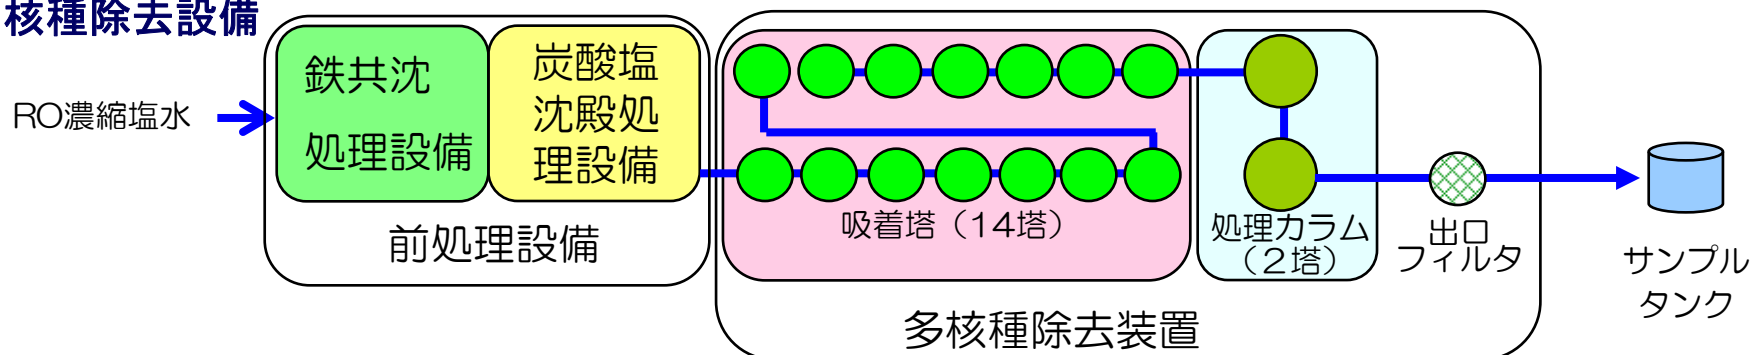 核種除去設備
RO濃縮塩水
鉄共沈
処理設備
炭酸塩
沈殿処
理設備
前処理設備
吸着塔（14塔）
処理カラム
（2塔）
出口
フィルタ
多核種除去装置
サンプル
タンク